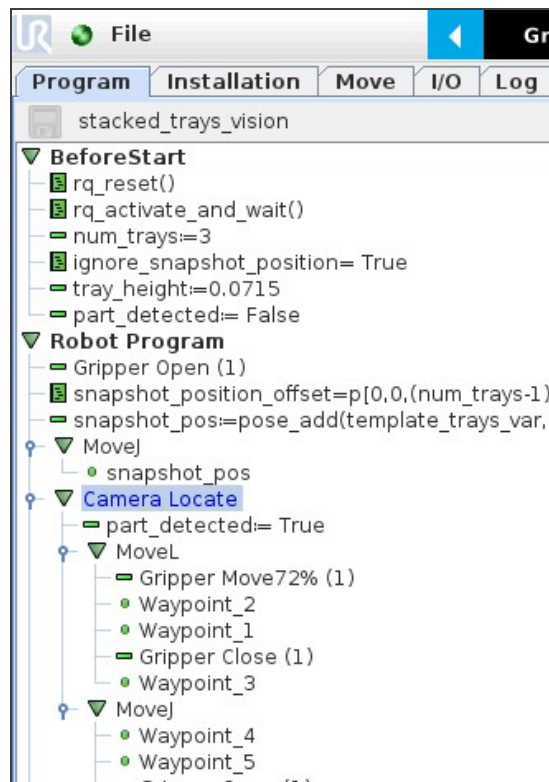 UR File Gr
Program Installation Move I/O Log
stacked_trays_vision
BeforeStart
rq_reset()
rq_activate_and_wait()
num_trays:=3
ignore_snapshot_position= True
tray_height:=0.0715
part_detected:= False
Robot Program
Gripper Open (1)
snapshot_position_offset=p[0,0,(num_trays-1)
snapshot_pos:=pose_add(template_trays_var,
MoveJ
snapshot_pos
Camera Locate
part_detected:= True
MoveL
Gripper Move72% (1)
Waypoint_2
Waypoint_1
Gripper Close (1)
Waypoint_3
MoveJ
Waypoint_4
Waypoint_5